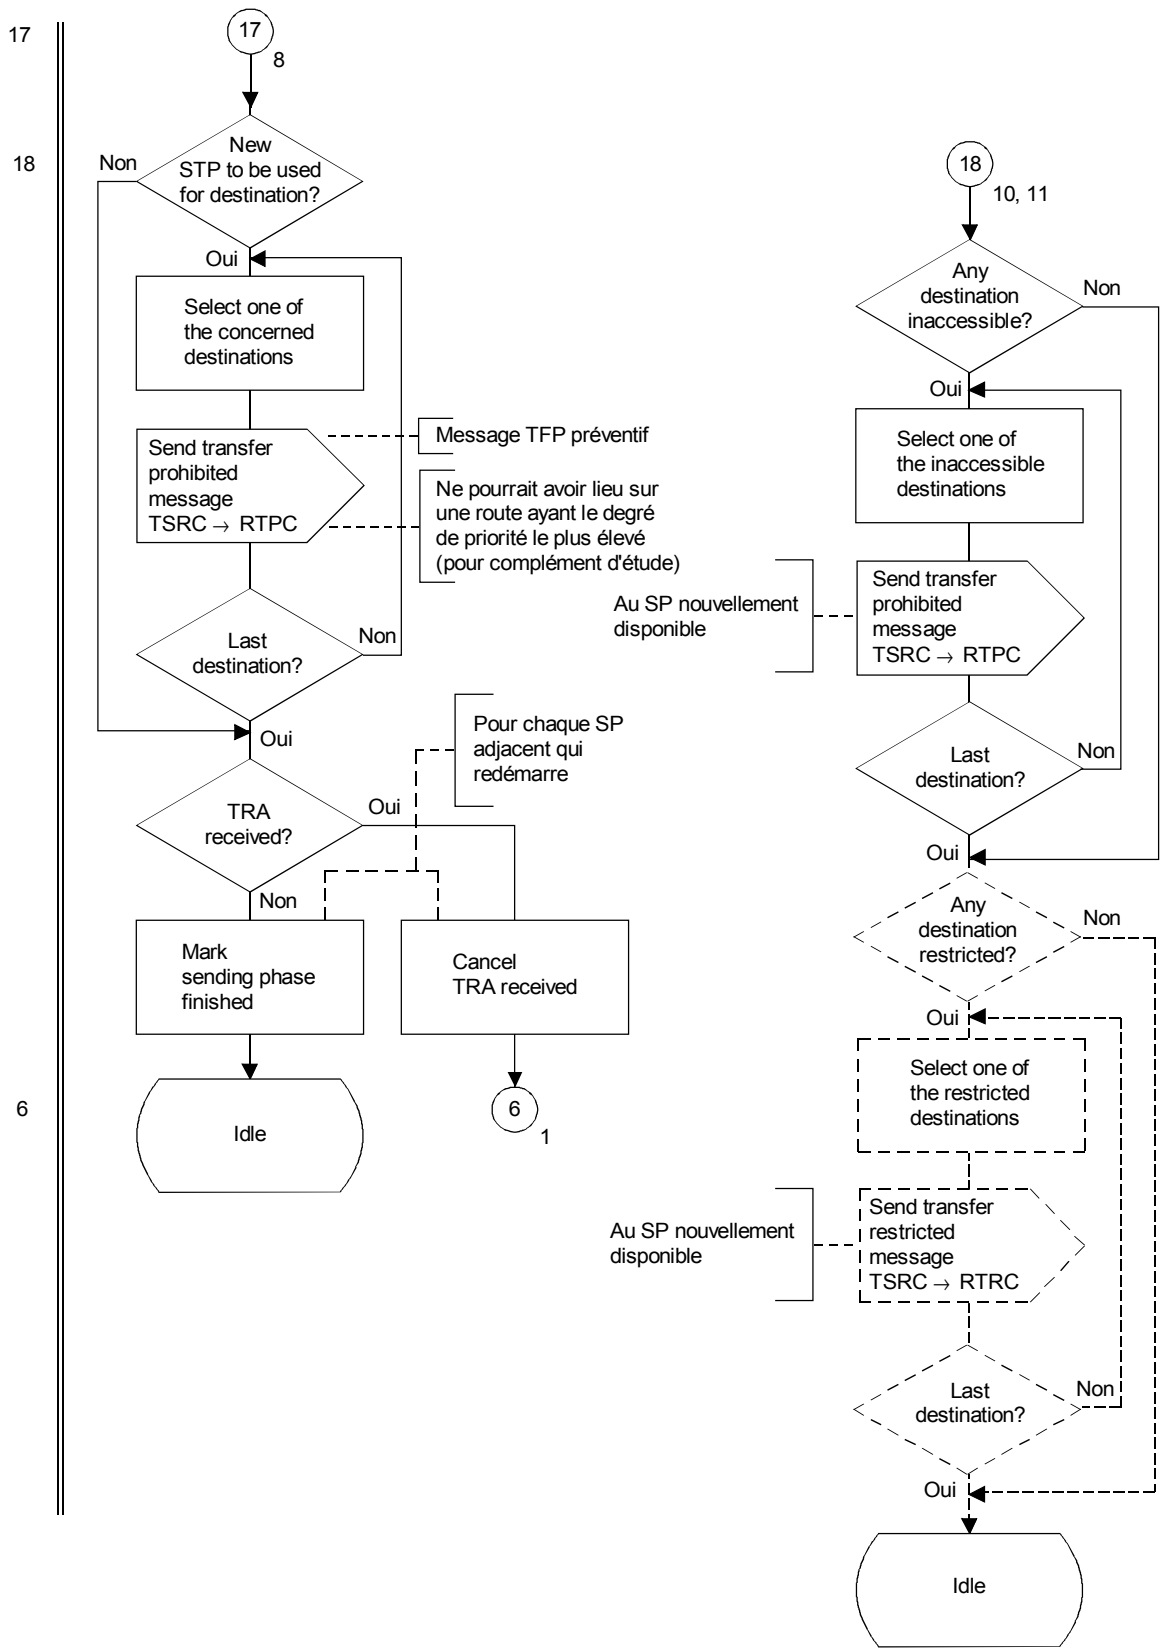 17
18
6
17
8
New
STP to be used
for destination?
Non
Oui
Select one of
the concerned
destinations
Send transfer
prohibited
message
TSRC → RTPC
Message TFP préventif
Ne pourrait avoir lieu sur
une route ayant le degré
de priorité le plus élevé
(pour complément d'étude)
Last
destination?
Non
Oui
Pour chaque SP
adjacent qui
redémarre
TRA
received?
Oui
Non
Mark
sending phase
finished
Cancel
TRA received
Idle
6
1
18
10, 11
Any
destination
inaccessible?
Non
Oui
Select one of
the inaccessible
destinations
Au SP nouvellement
disponible
Send transfer
prohibited
message
TSRC → RTPC
Last
destination?
Non
Oui
Any
destination
restricted?
Non
Oui
Select one of
the restricted
destinations
Au SP nouvellement
disponible
Send transfer
restricted
message
TSRC → RTRC
Last
destination?
Non
Oui
Idle